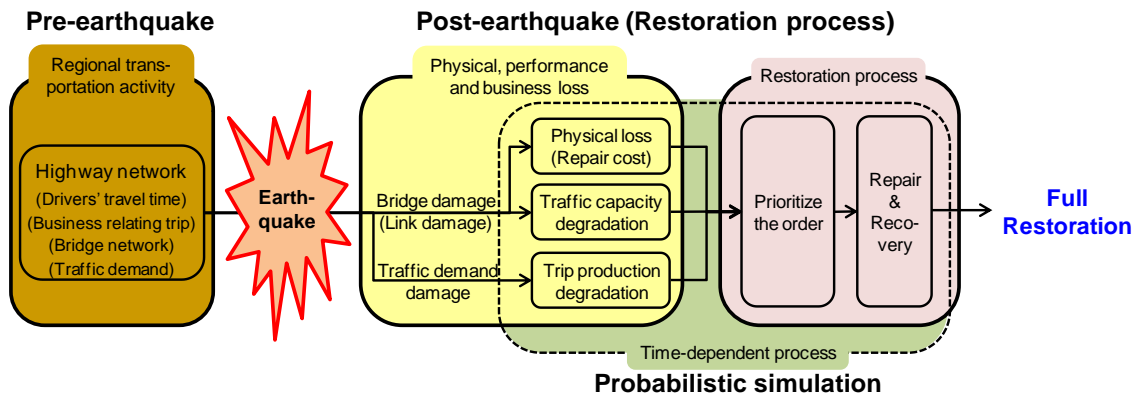 Pre-earthquake
Post-earthquake (Restoration process)
Regional trans-
portation activity
Highway network
(Drivers' travel time)
(Business relating trip)
(Bridge network)
(Traffic demand)
Earth-
quake
Physical, performance
and business loss
Bridge damage
(Link damage)
Traffic demand
damage
Physical loss
(Repair cost)
Traffic capacity
degradation
Trip production
degradation
Restoration process
Prioritize
the order
Repair
&
Reco-
very
Full
Restoration
Time-dependent process
Probabilistic simulation